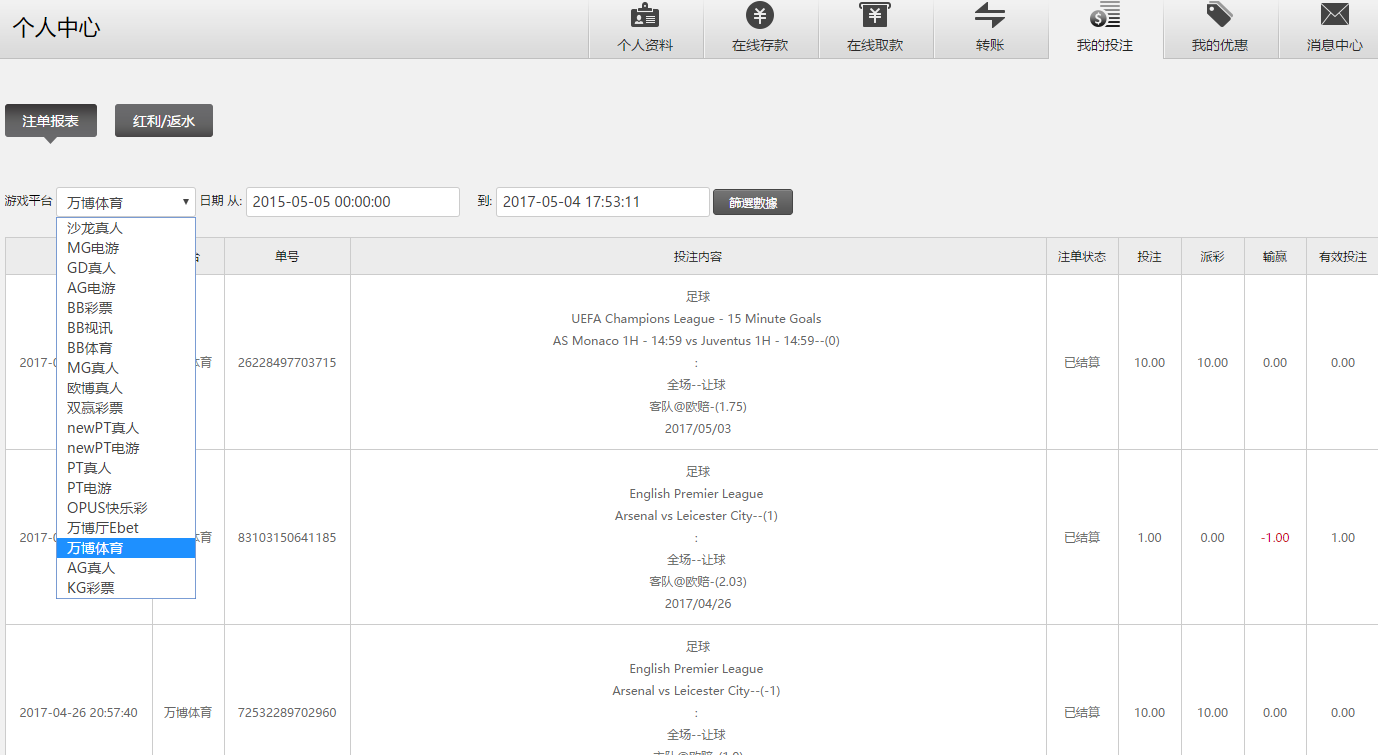 个人中心
个人资料
在线存款
在线取款
转账
我的投注
我的优惠
消息中心
注单报表
红利/返水
游戏平台 万博体育 日期 从: 2015-05-05 00:00:00 到: 2017-05-04 17:53:11 篩選數據
沙龙真人
MG电游
GD真人
AG电游
BB彩票
BB视讯
BB体育
MG真人
欧博真人
双赢彩票
newPT真人
newPT电游
PT真人
PT电游
OPUS快乐彩
万博厅Ebet
万博体育
AG真人
KG彩票
单号 投注内容 注单状态 投注 派彩 输赢 有效投注
足球
UEFA Champions League - 15 Minute Goals
AS Monaco 1H - 14:59 vs Juventus 1H - 14:59--(0)
:
全场--让球
客队@欧赔-(1.75)
2017/05/03
2017-0 体育 26228497703715 已结算 10.00 10.00 0.00 0.00
足球
English Premier League
Arsenal vs Leicester City--(1)
:
全场--让球
客队@欧赔-(2.03)
2017/04/26
2017-0 体育 83103150641185 已结算 1.00 0.00 -1.00 1.00
足球
English Premier League
Arsenal vs Leicester City--(-1)
:
全场--让球
主队@欧赔-(1.9)
2017-04-26 20:57:40 万博体育 72532289702960 已结算 10.00 10.00 0.00 0.00